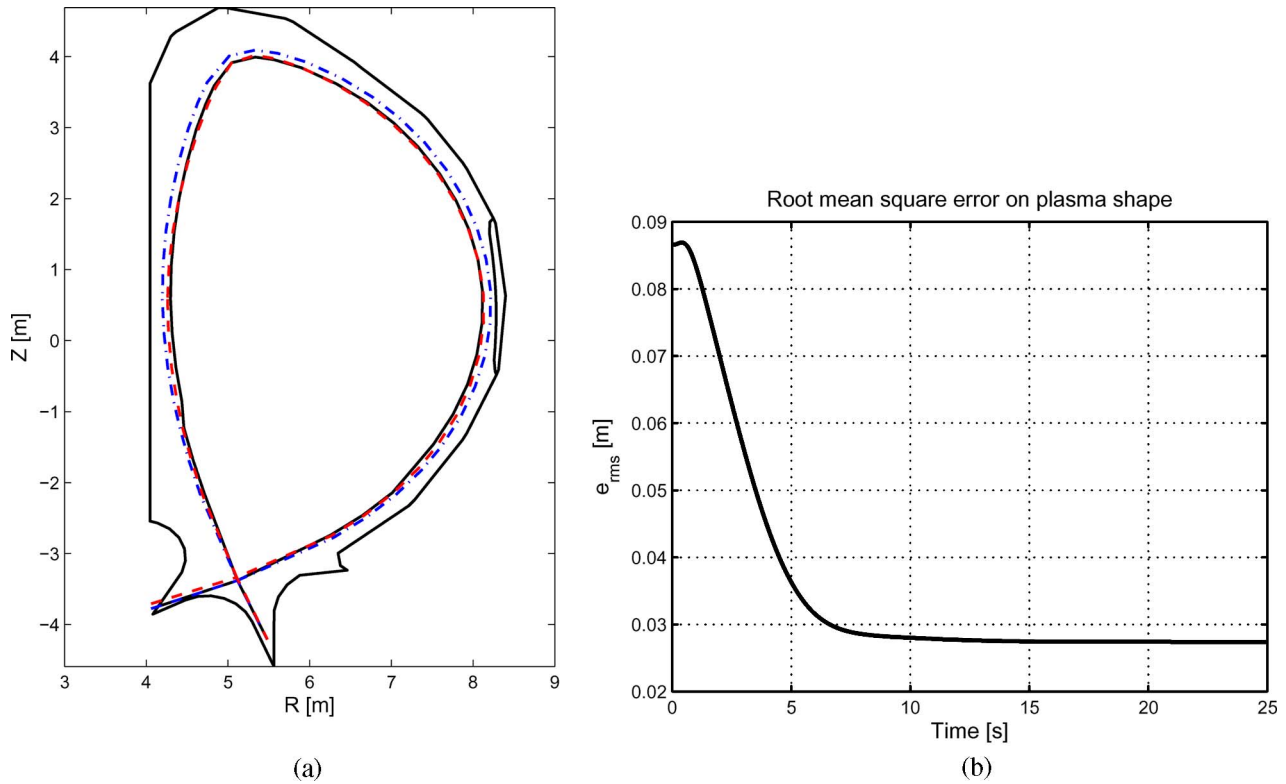 4
3
2
1
0
−1
−2
−3
−4
Z [m]
3 4 5 6 7 8 9
R [m]
(a)
Root mean square error on plasma shape
0.09
0.08
0.07
0.06
0.05
0.04
0.03
0.02
e_rms [m]
0 5 10 15 20 25
Time [s]
(b)